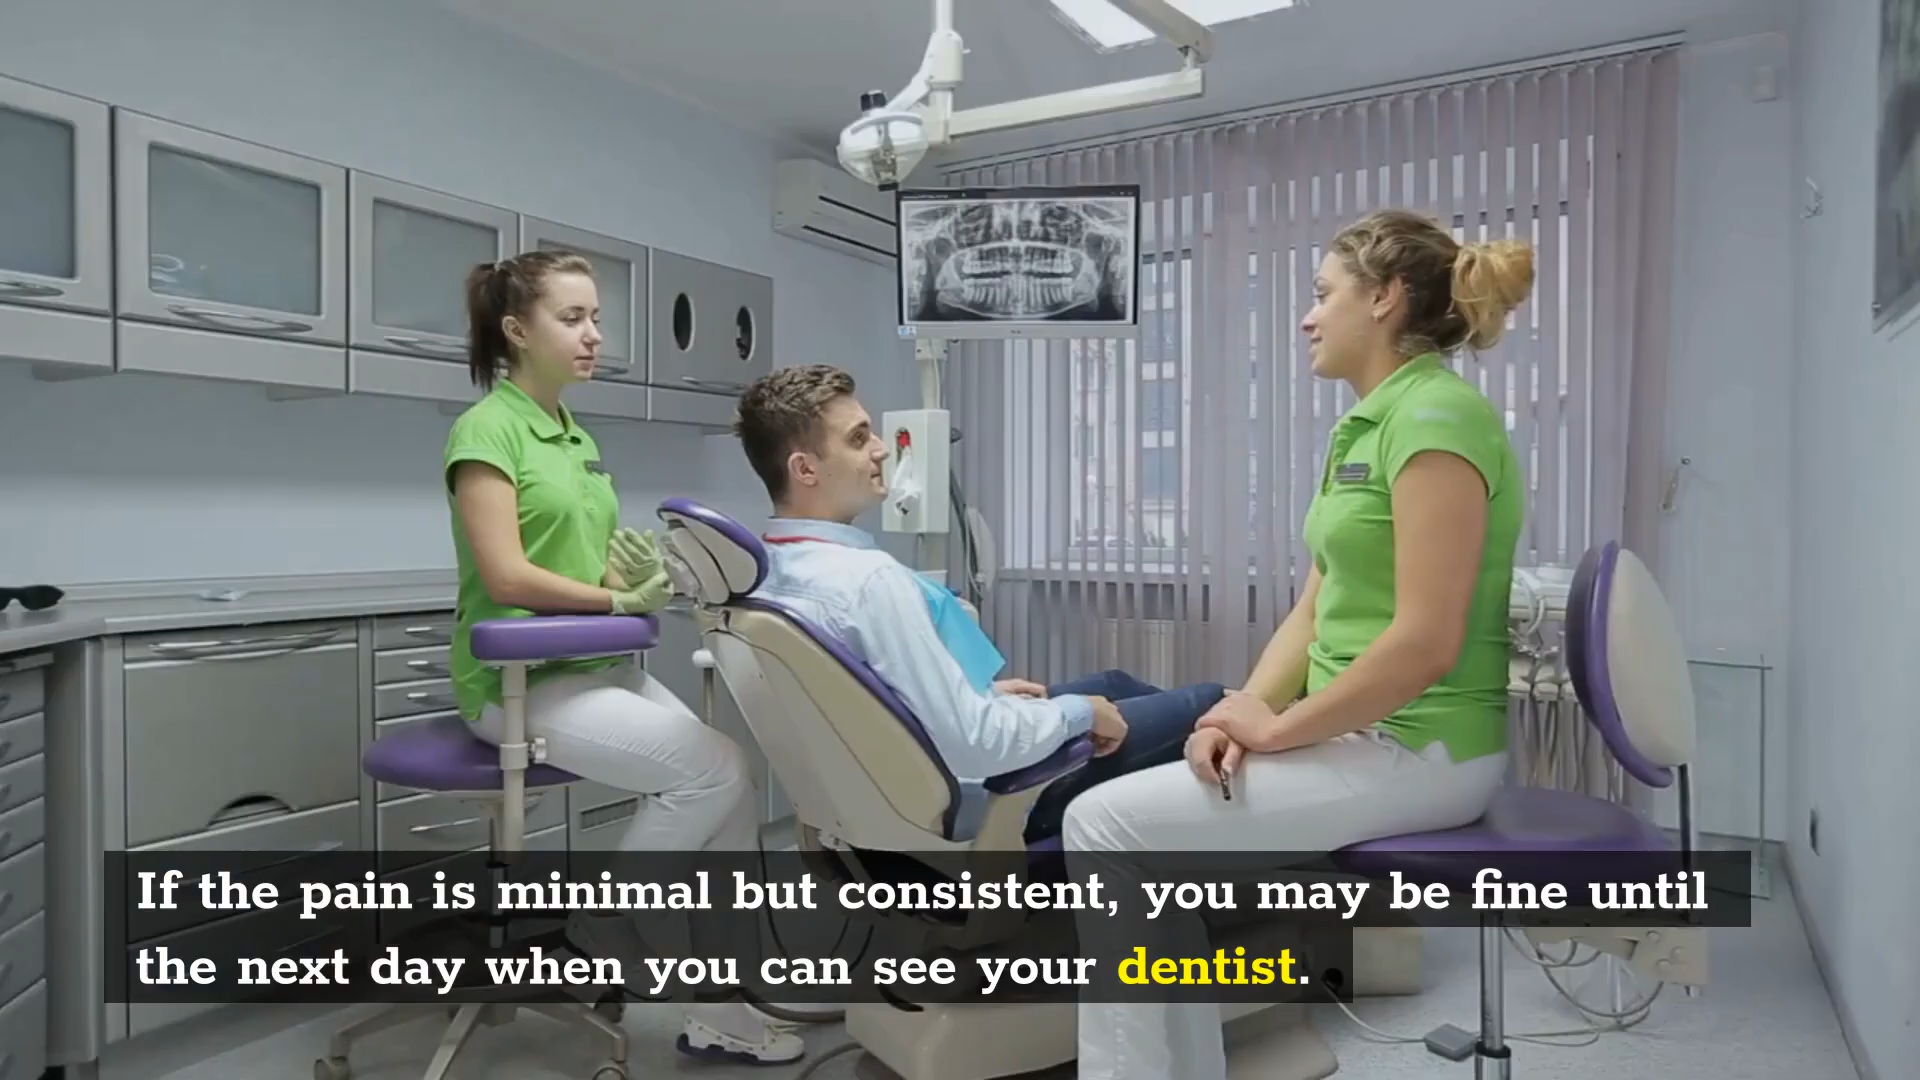 If the pain is minimal but consistent, you may be fine until
the next day when you can see your dentist.